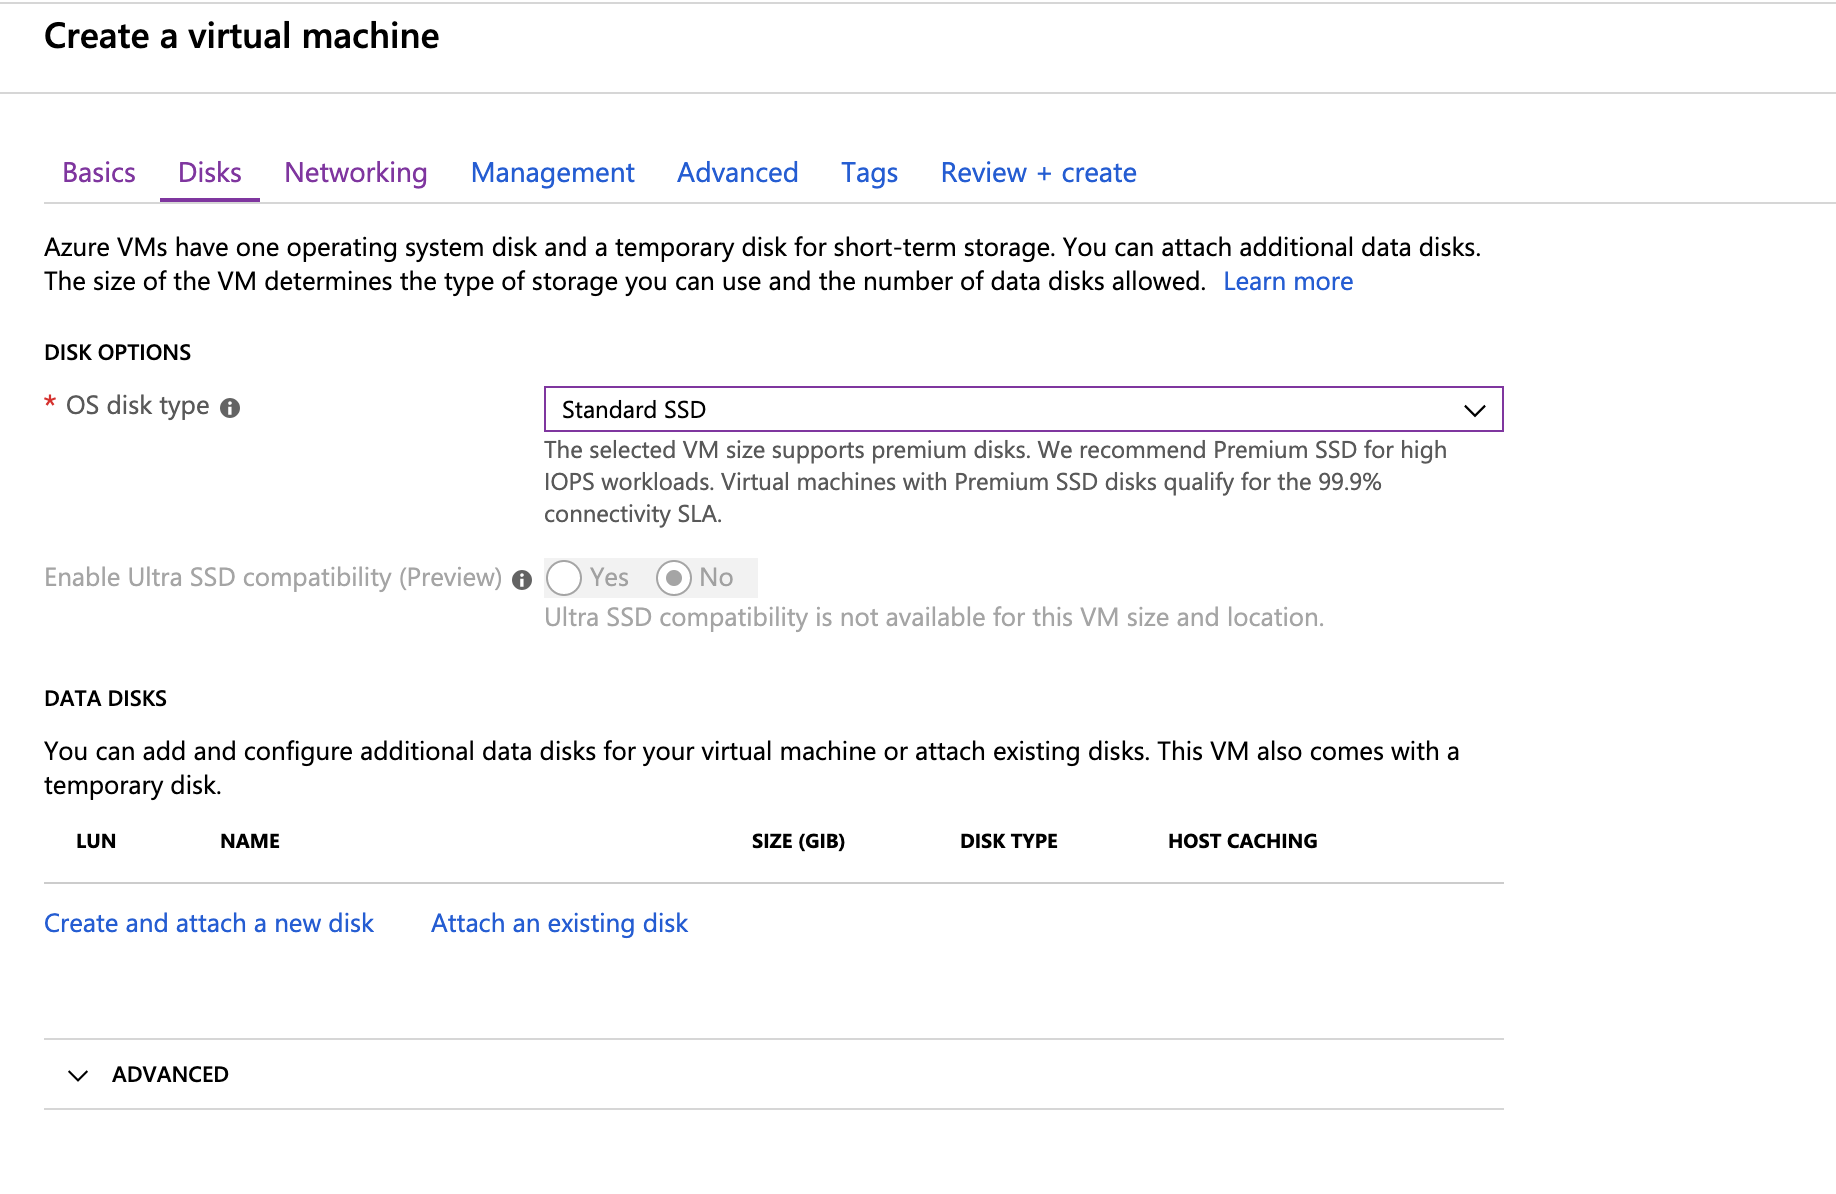 Create a virtual machine
Basics Disks Networking Management Advanced Tags Review + create
Azure VMs have one operating system disk and a temporary disk for short-term storage. You can attach additional data disks.
The size of the VM determines the type of storage you can use and the number of data disks allowed. Learn more
DISK OPTIONS
* OS disk type
Standard SSD
The selected VM size supports premium disks. We recommend Premium SSD for high
IOPS workloads. Virtual machines with Premium SSD disks qualify for the 99.9%
connectivity SLA.
Enable Ultra SSD compatibility (Preview) Yes No
Ultra SSD compatibility is not available for this VM size and location.
DATA DISKS
You can add and configure additional data disks for your virtual machine or attach existing disks. This VM also comes with a
temporary disk.
LUN NAME SIZE (GIB) DISK TYPE HOST CACHING
Create and attach a new disk Attach an existing disk
ADVANCED